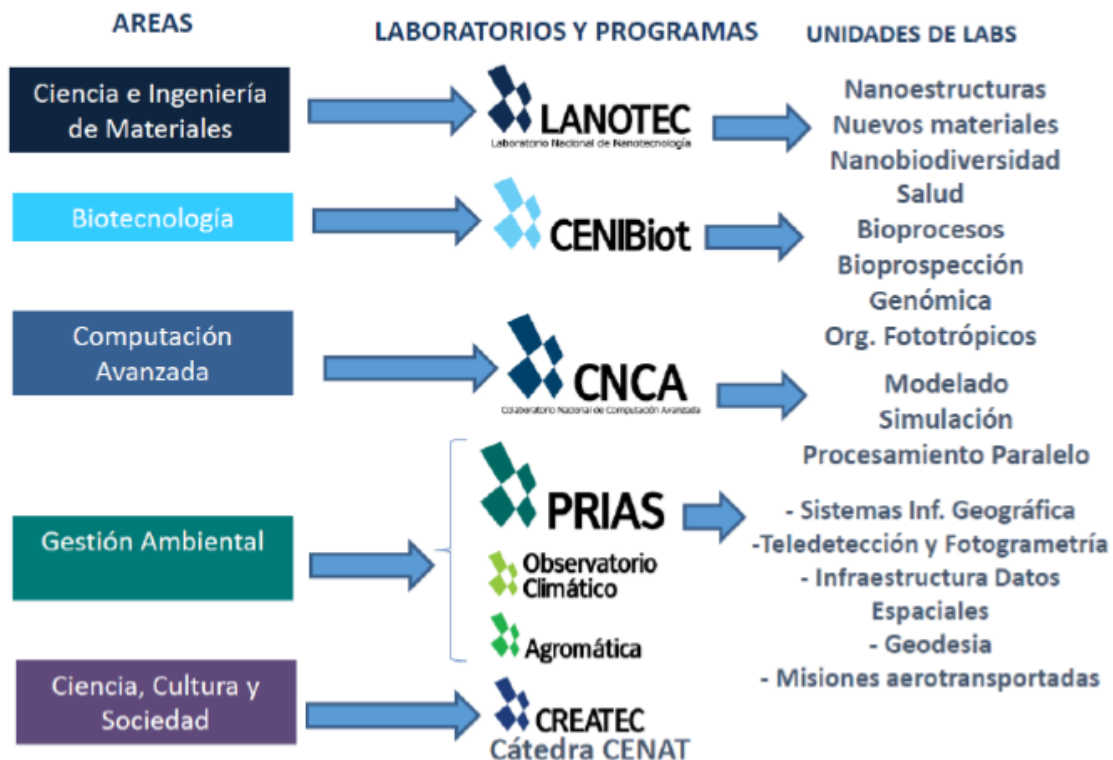 AREAS
LABORATORIOS Y PROGRAMAS
UNIDADES DE LABS
Ciencia e Ingeniería
de Materiales
LANOTEC
Laboratorio Nacional de Nanotecnología
Nanoestructuras
Nuevos materiales
Nanobiodiversidad
Salud
Biotecnología
CENIBiot
Bioprocesos
Bioprospección
Genómica
Org. Fototrópicos
Computación
Avanzada
CNCA
Colaboratorio Nacional de Computación Avanzada
Modelado
Simulación
Procesamiento Paralelo
Gestión Ambiental
PRIAS
Observatorio
Climático
Agromática
- Sistemas Inf. Geográfica
-Teledetección y Fotogrametría
- Infraestructura Datos
Espaciales
- Geodesia
- Misiones aerotransportadas
Ciencia, Cultura y
Sociedad
CREATEC
Cátedra CENAT